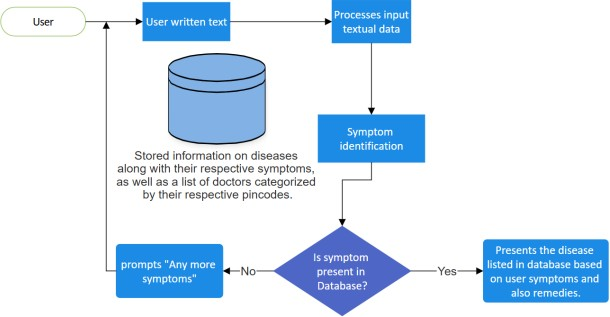 User
User written text
Processes input
textual data
Stored information on diseases
along with their respective symptoms,
as well as a list of doctors categorized
by their respective pincodes.
Symptom
identification
Is symptom
present in
Database?
No
Yes
prompts "Any more
symptoms"
Presents the disease
listed in database based
on user symptoms and
also remedies.